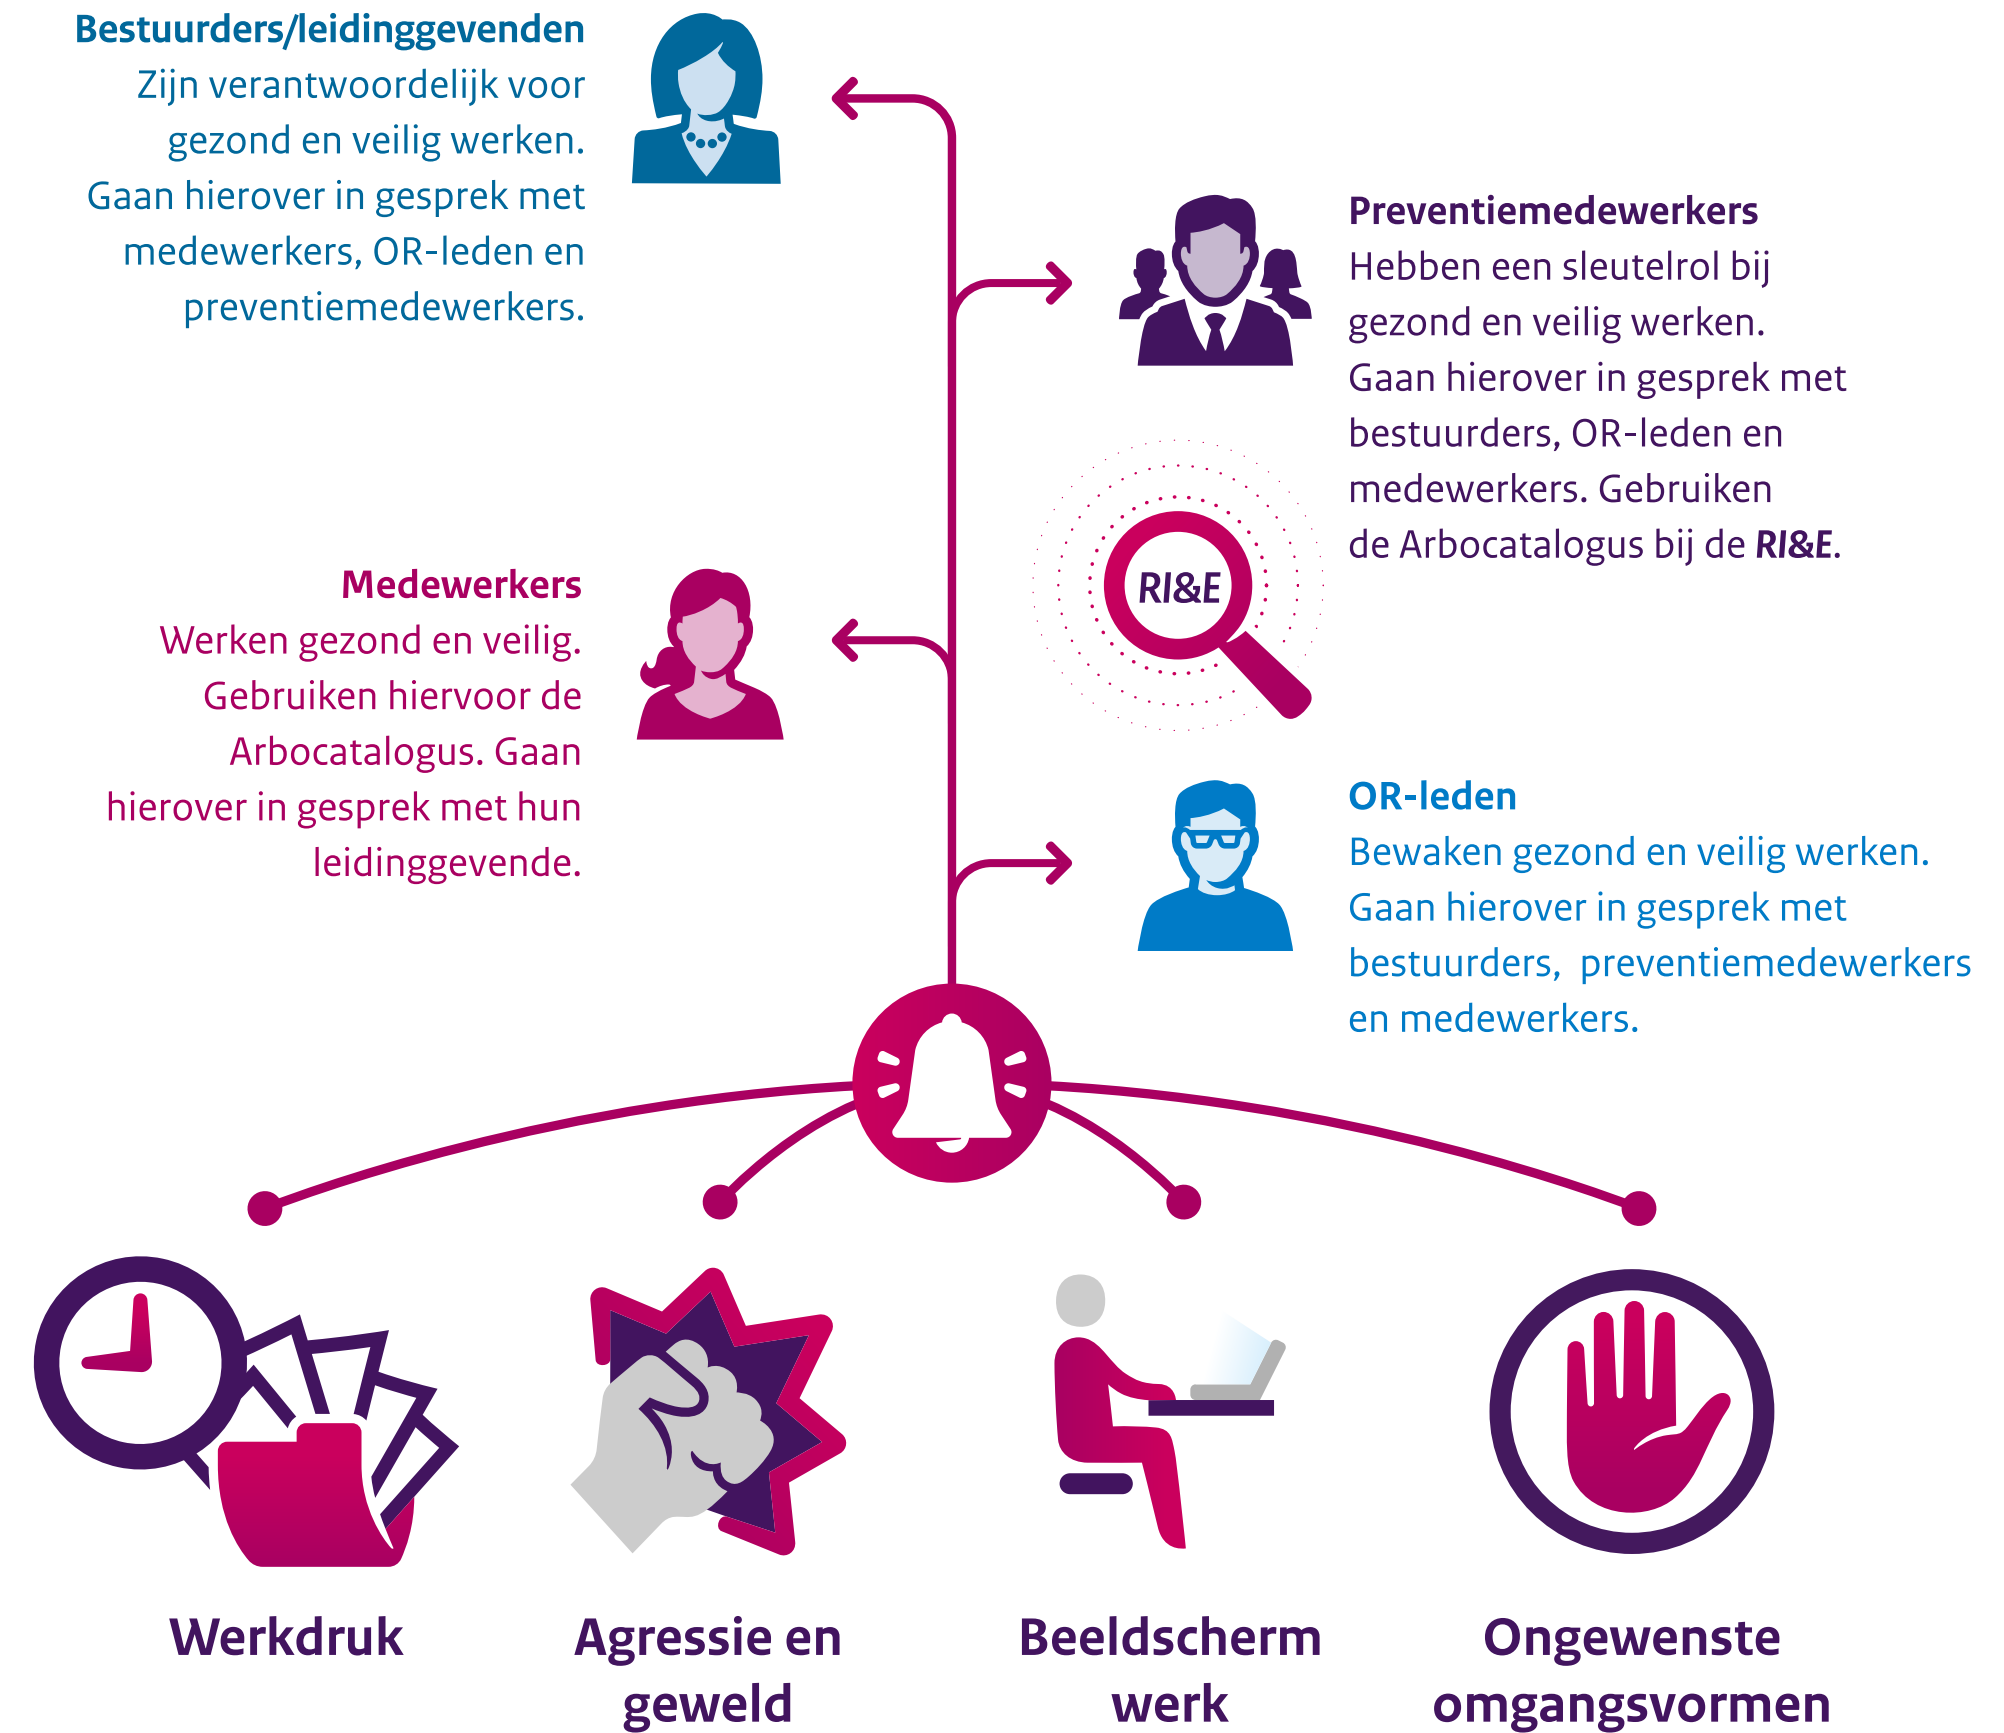 Bestuurders/leidinggevenden
Zijn verantwoordelijk voor
gezond en veilig werken.
Gaan hierover in gesprek met
medewerkers, OR-leden en
preventiemedewerkers.
Preventiemedewerkers
Hebben een sleutelrol bij
gezond en veilig werken.
Gaan hierover in gesprek met
bestuurders, OR-leden en
medewerkers. Gebruiken
de Arbocatalogus bij de RI&E.
RI&E
Medewerkers
Werken gezond en veilig.
Gebruiken hiervoor de
Arbocatalogus. Gaan
hierover in gesprek met hun
leidinggevende.
OR-leden
Bewaken gezond en veilig werken.
Gaan hierover in gesprek met
bestuurders, preventiemedewerkers
en medewerkers.
Werkdruk
Agressie en
geweld
Beeldscherm
werk
Ongewenste
omgangsvormen